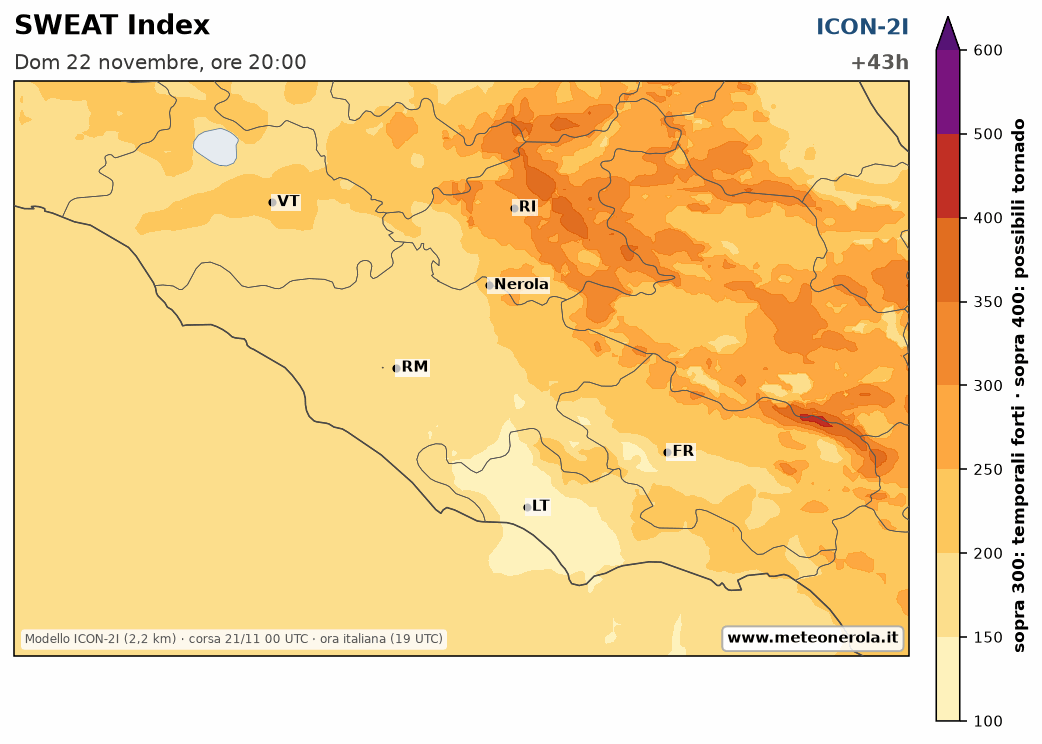 SWEAT Index
ICON-2I
Dom 22 novembre, ore 20:00
+43h
VT
RI
Nerola
RM
FR
LT
Modello ICON-2I (2,2 km) · corsa 21/11 00 UTC · ora italiana (19 UTC)
www.meteonerola.it
600
500
400
350
300
250
200
150
100
sopra 300: temporali forti · sopra 400: possibili tornado